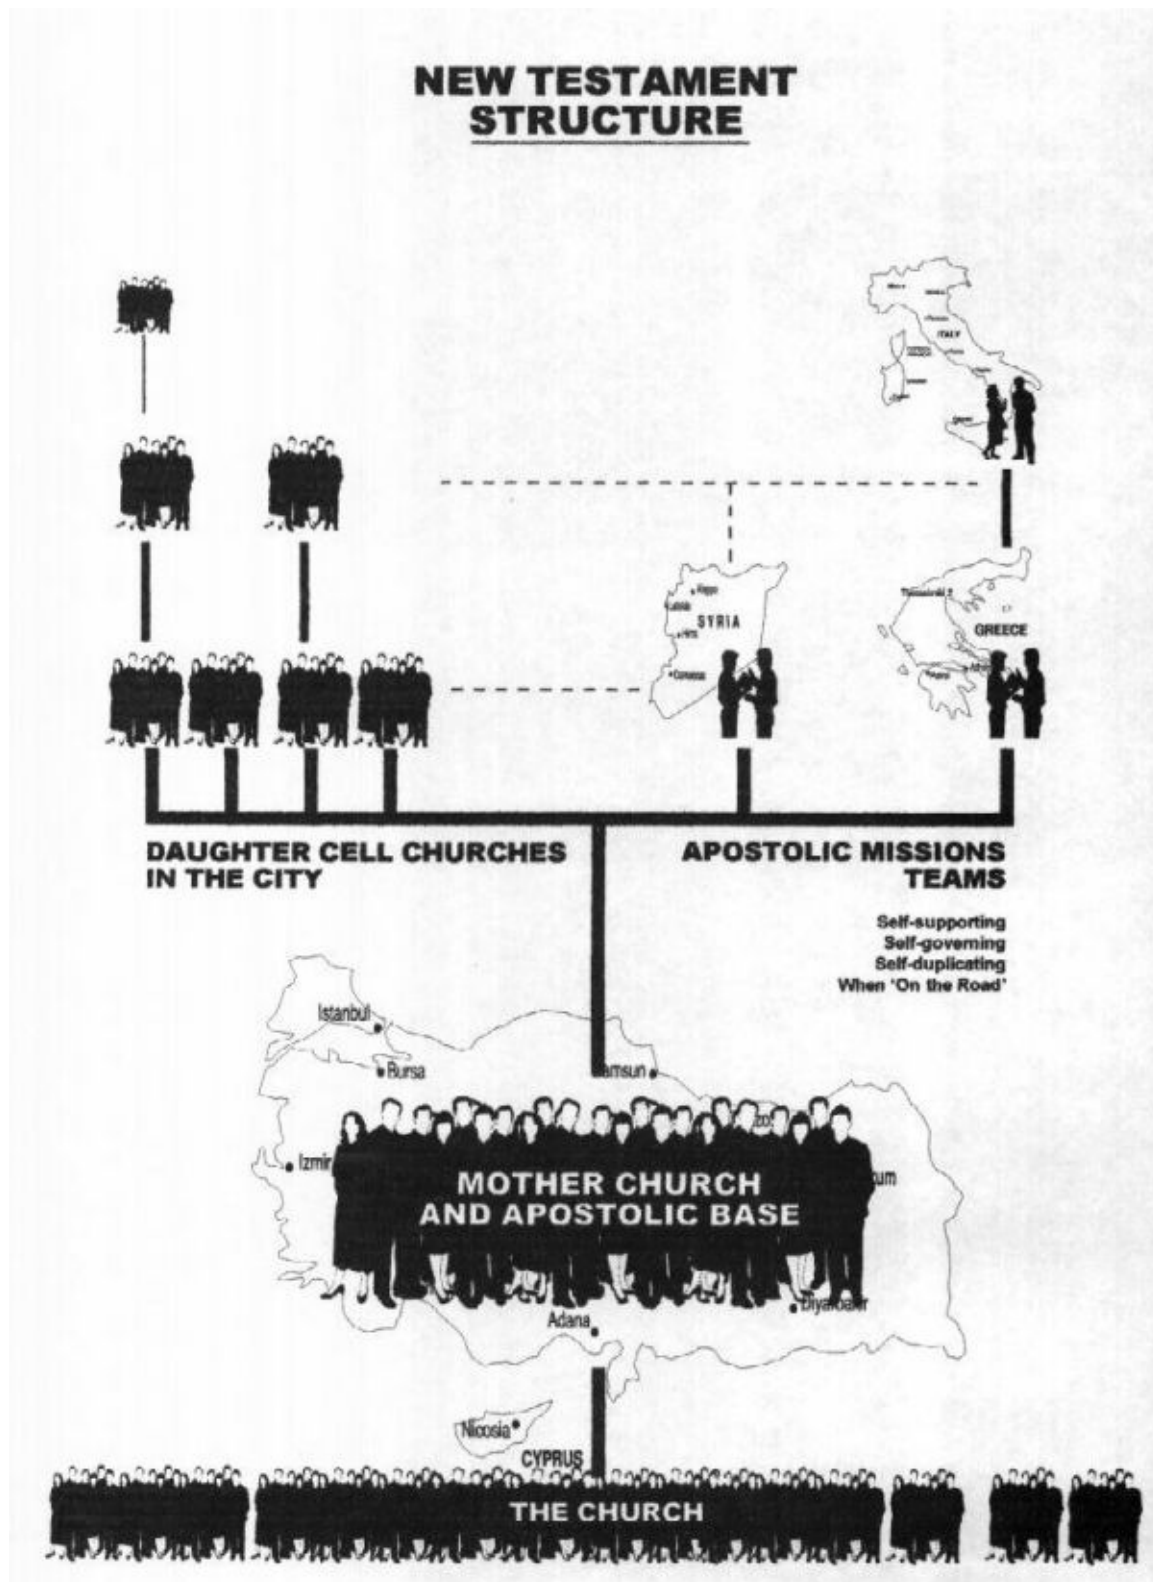 NEW TESTAMENT
STRUCTURE
ITALY
SYRIA
GREECE
DAUGHTER CELL CHURCHES
IN THE CITY
APOSTOLIC MISSIONS
TEAMS
Self-supporting
Self-governing
Self-duplicating
When ‘On the Road’
Istanbul
Bursa
amsun
Izmir
MOTHER CHURCH
AND APOSTOLIC BASE
Adana
Nicosia
CYPRUS
THE CHURCH